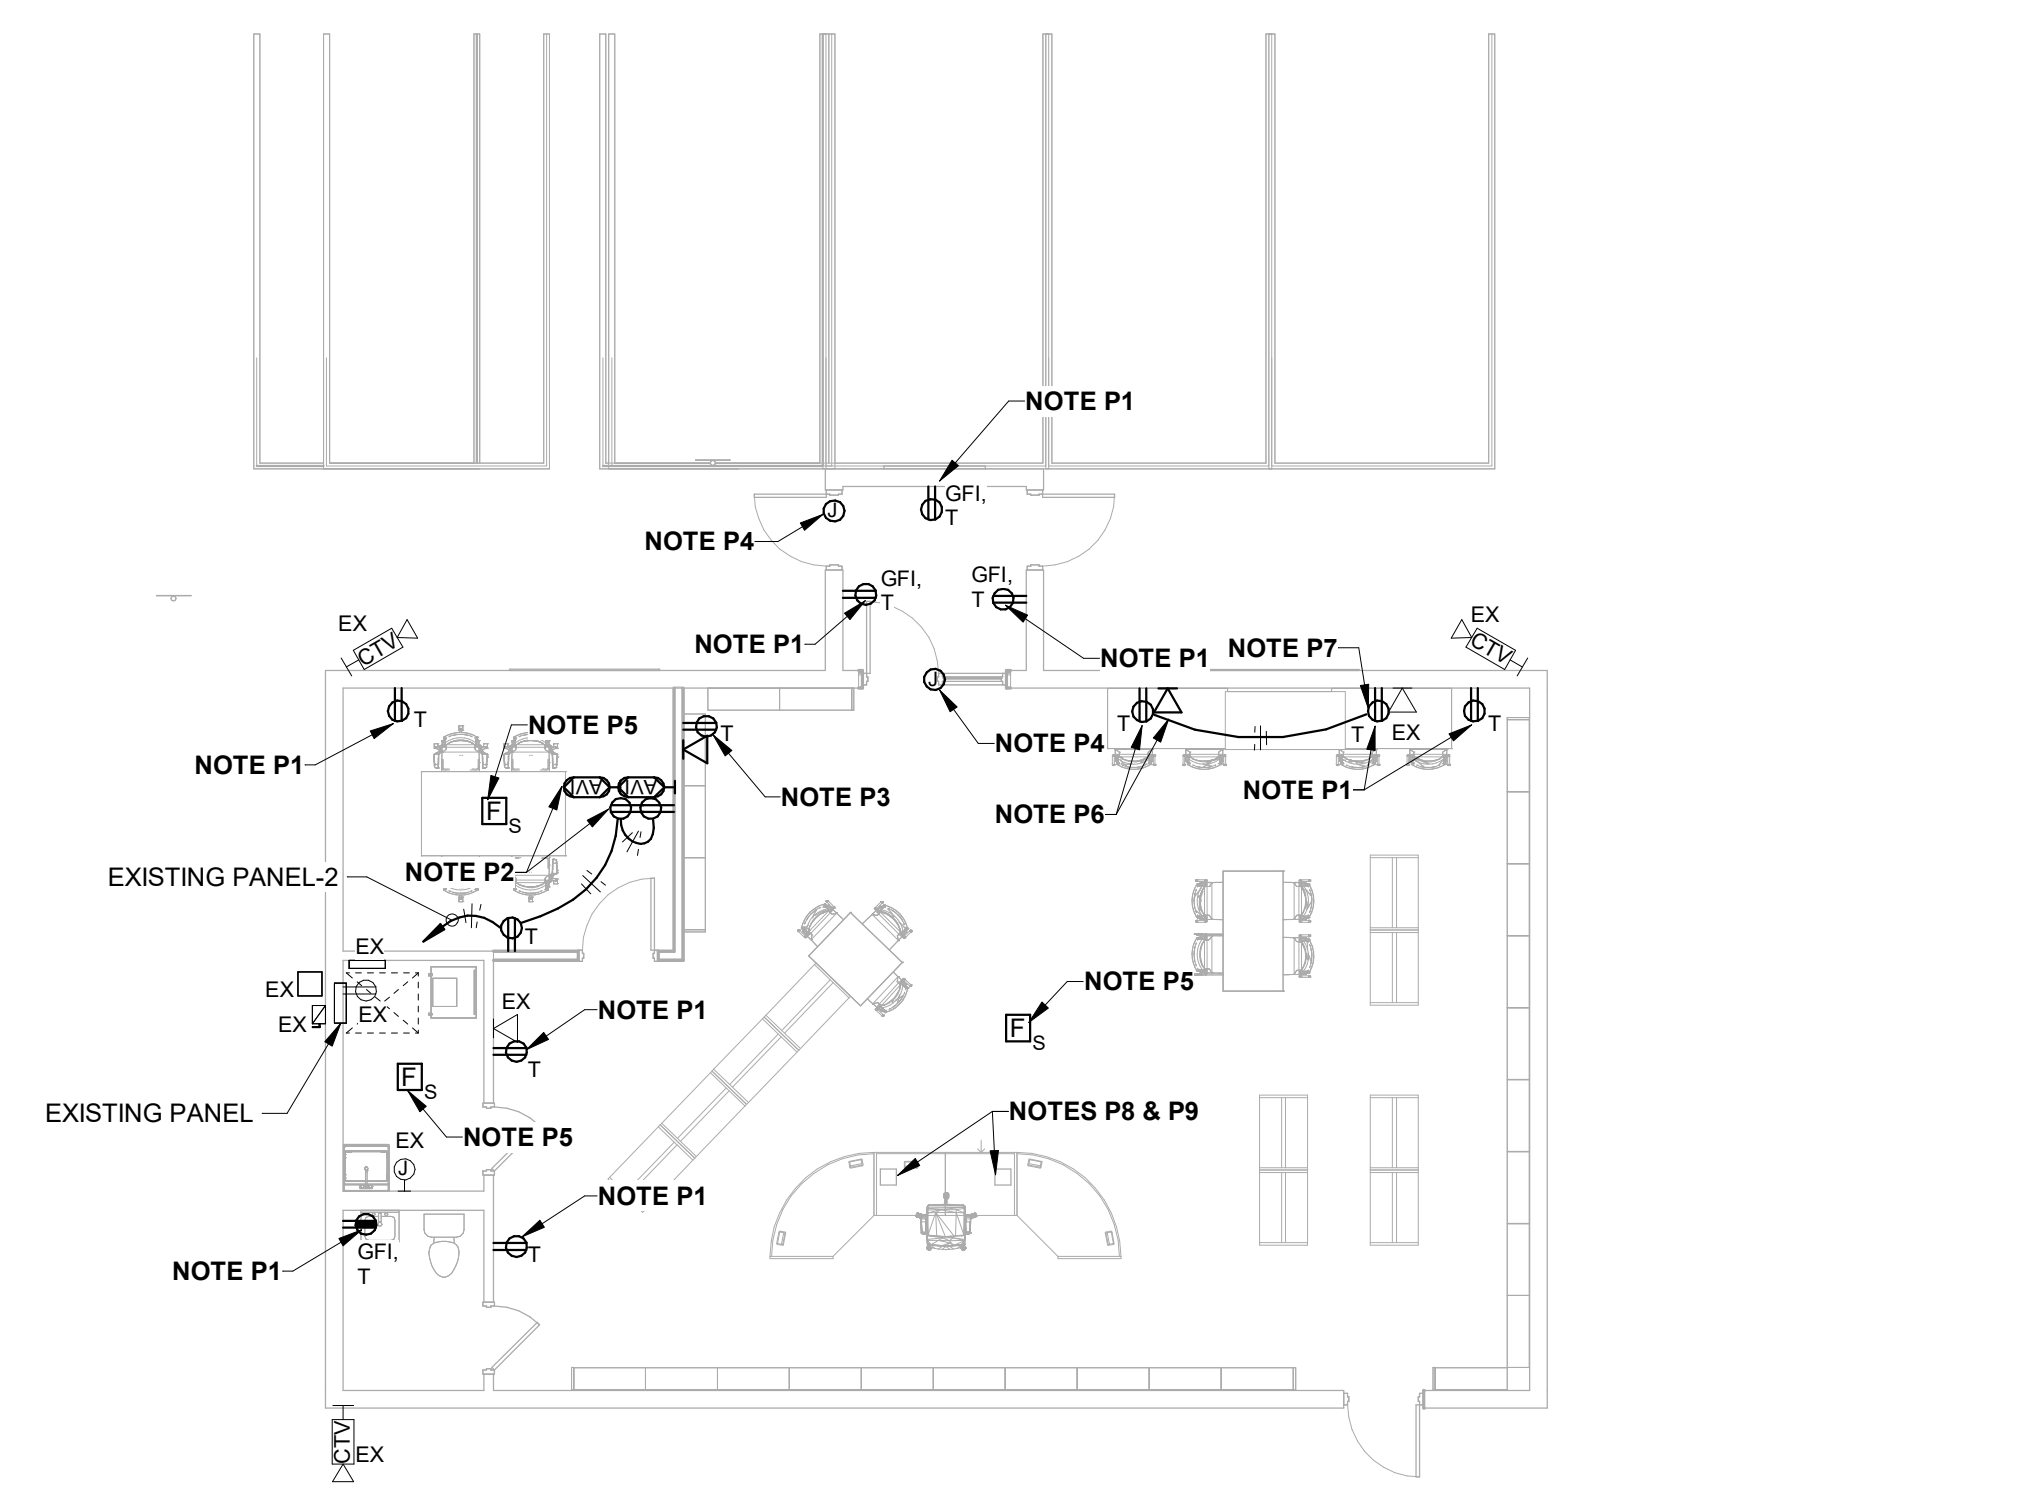 NOTE P1
GFI,
T
J
NOTE P4
GFI,
T
GFI,
T
NOTE P1
NOTE P1
EX
CTV
EX
CTV
NOTE P7
J
NOTE P4
T
NOTE P1
NOTE P5
F
S
T
NOTE P3
T
T
EX
T
NOTE P6
NOTE P1
AV
AV
NOTE P2
EXISTING PANEL-2
T
EX
EX
EX
EX
EXISTING PANEL
EX
NOTE P1
T
NOTE P5
F
S
F
S
NOTE P5
EX
J
NOTES P8 & P9
NOTE P1
T
NOTE P1
GFI,
T
CTV
EX